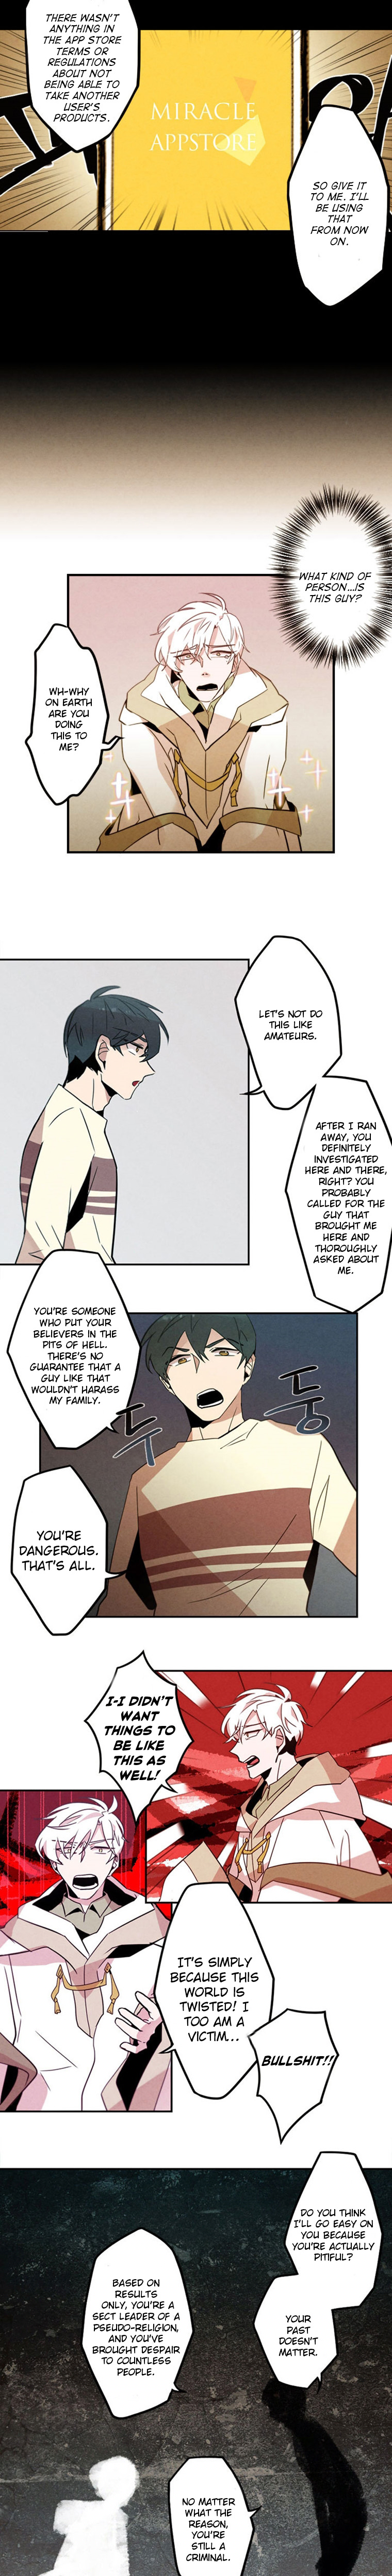 THERE WASN'T
ANYTHING IN
THE APP STORE
TERMS OR
REGULATIONS
ABOUT NOT
BEING ABLE TO
TAKE ANOTHER
USER'S
PRODUCTS.
MIRACLE
APPSTORE
SO GIVE IT
TO ME. I'LL
BE USING
THAT
FROM NOW
ON.
WHAT KIND OF
PERSON...IS
THIS GUY?
WH-WHY
ON EARTH
ARE YOU
DOING
THIS TO
ME?
LET'S NOT DO
THIS LIKE
AMATEURS.
AFTER I RAN
AWAY, YOU
DEFINITELY
INVESTIGATED
HERE AND THERE,
RIGHT? YOU
PROBABLY
CALLED FOR THE
GUY THAT
BROUGHT ME
HERE AND
THOROUGHLY
ASKED ABOUT
ME.
YOU'RE SOMEONE
WHO PUT YOUR
BELIEVERS IN THE
PITS OF HELL.
THERE'S NO
GUARANTEE THAT A
GUY LIKE THAT
WOULDN'T HARASS
MY FAMILY.
두
둥
YOU'RE
DANGEROUS.
THAT'S ALL.
I-I DIDN'T
WANT
THINGS TO
BE LIKE
THIS AS
WELL!
IT'S SIMPLY
BECAUSE THIS
WORLD IS
TWISTED! I
TOO AM A
VICTIM...
BULLSHIT!!
DO YOU THINK
I'LL GO EASY ON
YOU BECAUSE
YOU'RE ACTUALLY
PITIFUL?
YOUR
PAST
DOESN'T
MATTER.
BASED ON
RESULTS
ONLY, YOU'RE A
SECT LEADER OF A
PSEUDO-RELIGION,
AND YOU'VE
BROUGHT DESPAIR
TO COUNTLESS
PEOPLE.
NO MATTER
WHAT THE
REASON,
YOU'RE
STILL A
CRIMINAL.